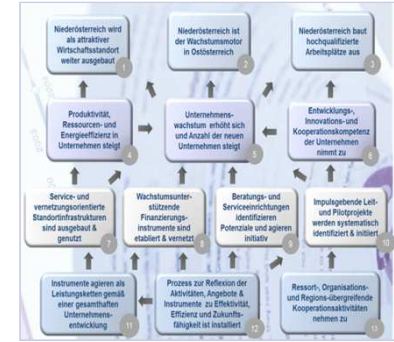 Niederösterreich wird
als attraktiver
Wirtschaftsstandort
weiter ausgebaut
1
Niederösterreich ist
der Wachstumsmotor
in Ostösterreich
2
Niederösterreich baut
hochqualifizierte
Arbeitsplätze aus
3
Produktivität,
Ressourcen- und
Energieeffizienz in
Unternehmen steigt
4
Unternehmens-
wachstum erhöht sich
und Anzahl der neuen
Unternehmen steigt
5
Entwicklungs-,
Innovations- und
Kooperationskompetenz
der Unternehmen
nimmt zu
6
Service- und
vernetzungsorientierte
Standortinfrastrukturen
sind ausgebaut &
genutzt
7
Wachstumsunter-
stützende
Finanzierungs-
instrumente sind
etabliert & vernetzt
8
Beratungs- und
Serviceeinrichtungen
identifizieren
Potenziale und agieren
initiativ
9
Impulsgebende Leit-
und Pilotprojekte
werden systematisch
identifiziert & initiiert
10
Instrumente agieren als
Leistungsketten gemäß
einer gesamthaften
Unternehmens-
entwicklung
11
Prozess zur Reflexion der
Aktivitäten, Angebote &
Instrumente zu Effektivität,
Effizienz und Zukunfts-
fähigkeit ist installiert
12
Ressort-, Organisations-
und Regions-übergreifende
Kooperationsaktivitäten
nehmen zu
13